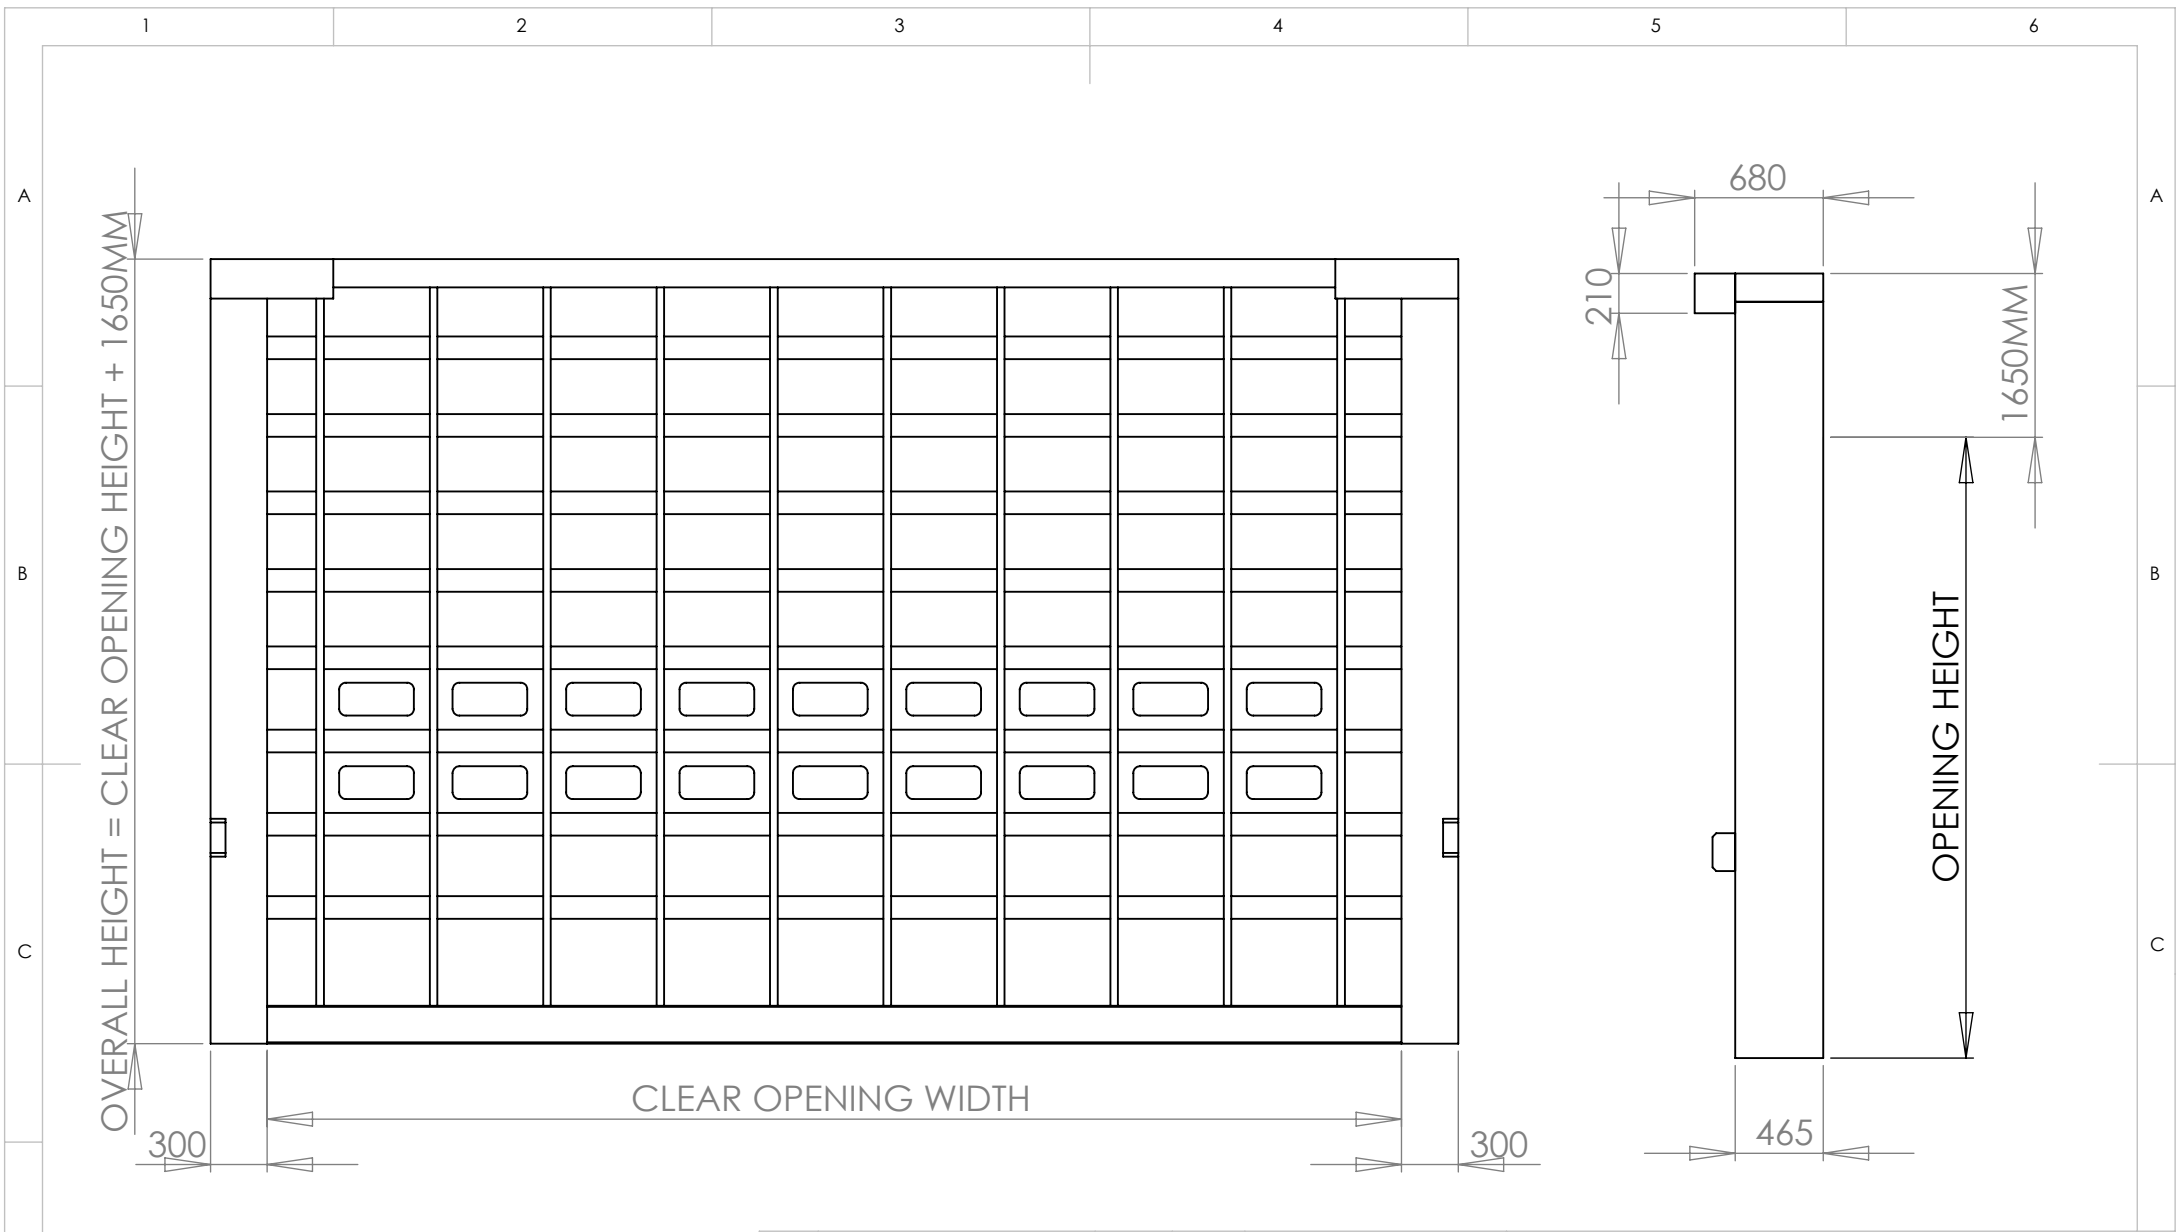 1 2 3 4 5 6
A A
680
210
1650MM
OVERALL HEIGHT = CLEAR OPENING HEIGHT + 1650MM
B B
OPENING HEIGHT
C C
CLEAR OPENING WIDTH
300 300
465